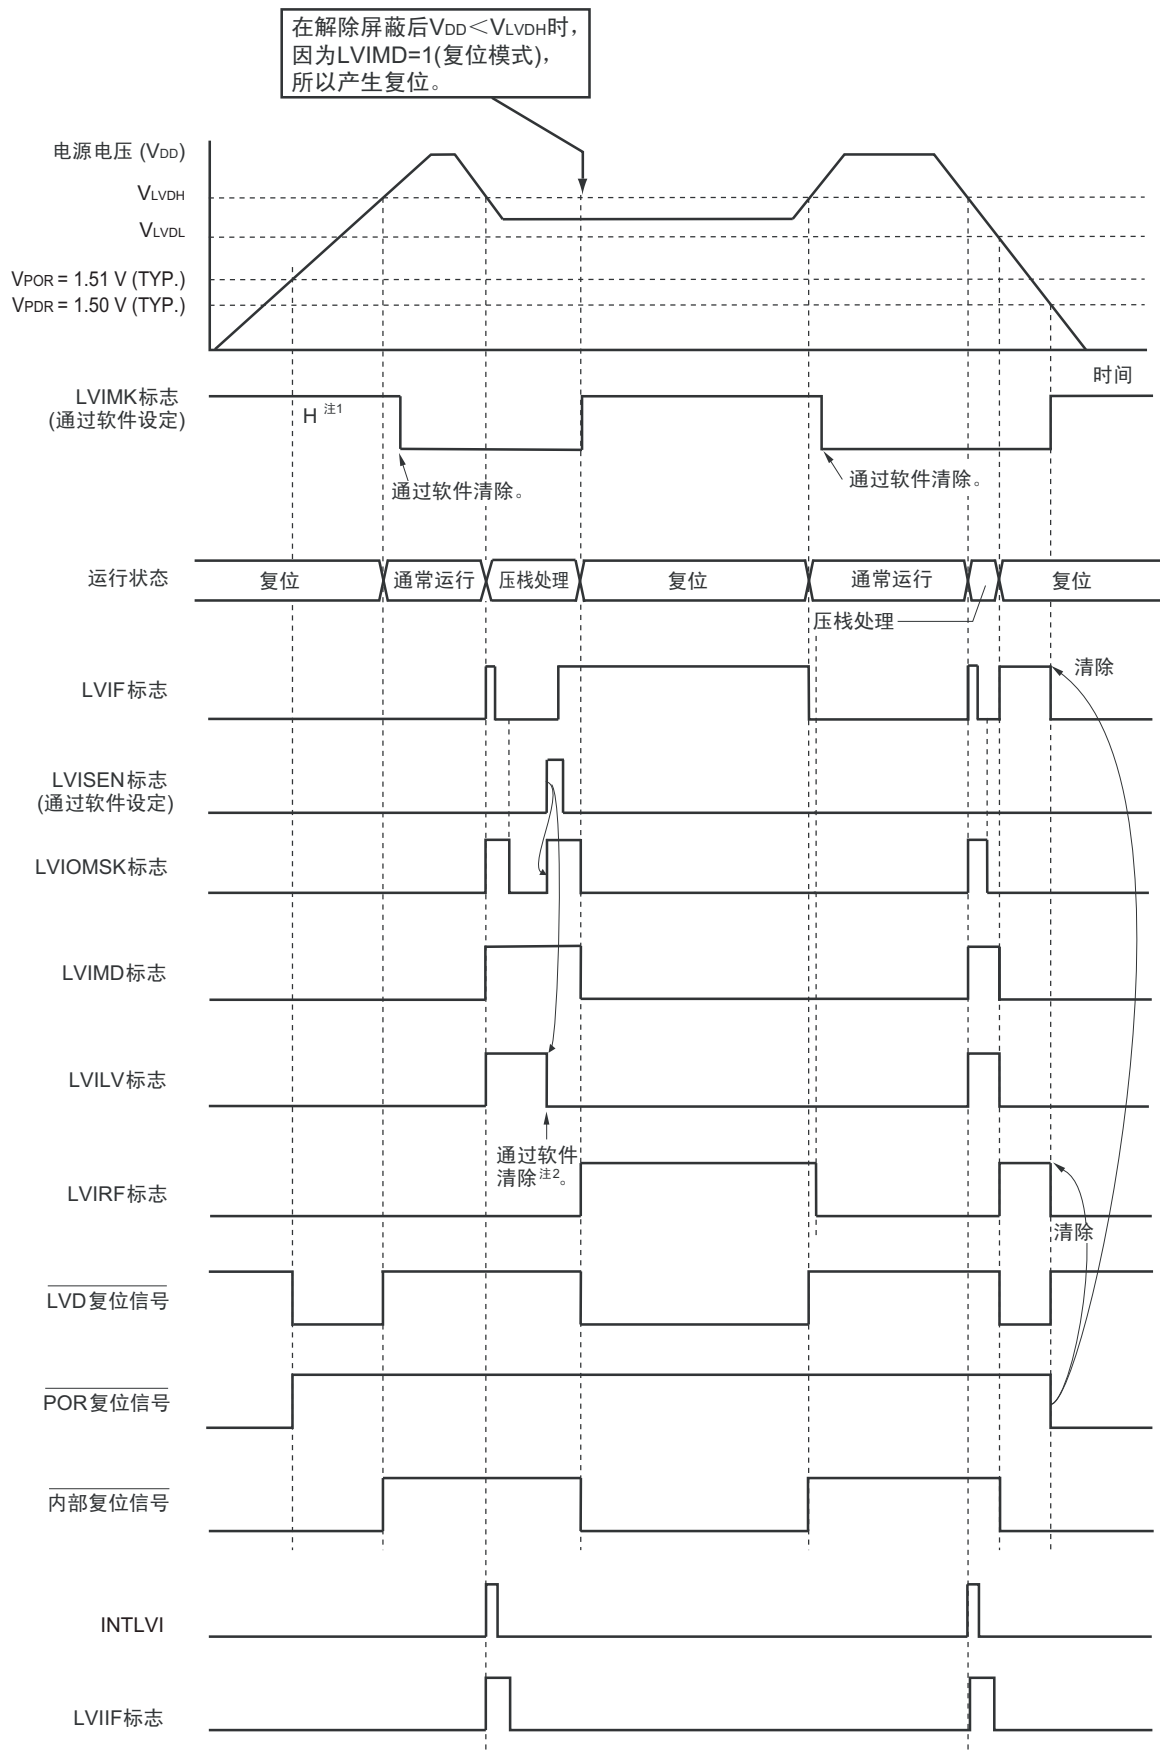 在解除屏蔽后VDD＜VLVDH时，
因为LVIMD=1(复位模式)，
所以产生复位。
电源电压 (VDD)
VLVDH
VLVDL
VPOR = 1.51 V (TYP.)
VPDR = 1.50 V (TYP.)
时间
LVIMK标志
(通过软件设定)
H 注1
通过软件清除。
通过软件清除。
运行状态
复位
通常运行
压栈处理
复位
通常运行
复位
压栈处理
LVIF标志
清除
LVISEN标志
(通过软件设定)
LVIOMSK标志
LVIMD标志
LVILV标志
通过软件
清除注2。
LVIRF标志
清除
LVD复位信号
POR复位信号
内部复位信号
INTLVI
LVIIF标志